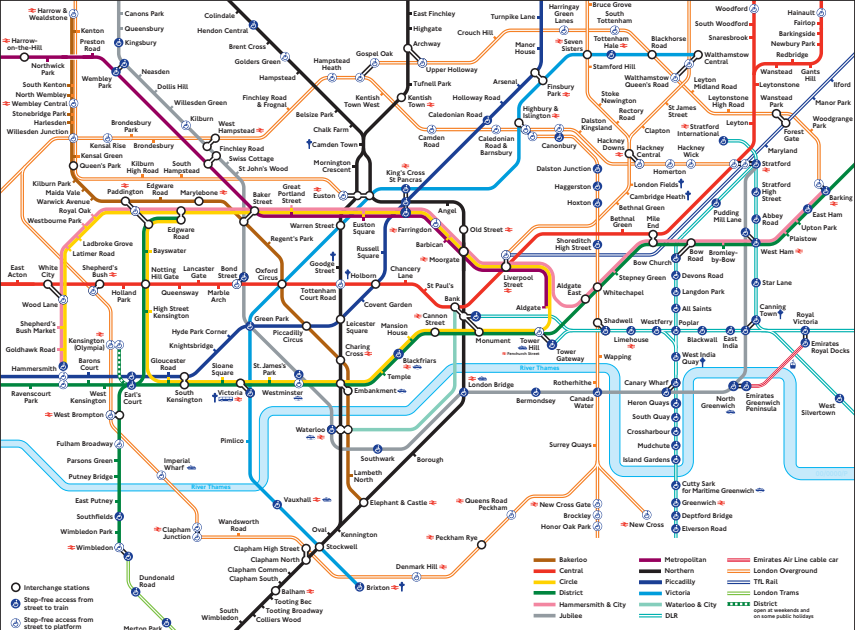 Harrow &
Wealdstone
Kenton
Preston
Road
Harrow-
on-the-Hill
Northwick
Park
Wembley
Park
South Kenton
North Wembley
Wembley Central
Stonebridge Park
Harlesden
Willesden Junction
Kensal Green
Queen's Park
Kilburn Park
Maida Vale
Warwick Avenue
Royal Oak
Westbourne Park
Canons Park
Queensbury
Kingsbury
Neasden
Dollis Hill
Willesden Green
Kilburn
Brondesbury
Park
Kensal Rise
Brondesbury
West
Hampstead
Finchley Road
Swiss Cottage
St John's Wood
Kilburn
High Road
South
Hampstead
Colindale
Hendon Central
Brent Cross
Golders Green
Hampstead
Finchley Road
& Frognal
Belsize Park
Chalk Farm
Camden Town
Mornington
Crescent
Euston
Hampstead
Heath
Gospel Oak
East Finchley
Highgate
Archway
Upper Holloway
Tufnell Park
Kentish
Town West
Kentish
Town
Camden
Road
Caledonian
Road &
Barnsbury
Crouch Hill
Turnpike Lane
Harringay
Green Lanes
Manor
House
Arsenal
Holloway Road
Caledonian Road
Finsbury
Park
Highbury &
Islington
Canonbury
King's Cross
St Pancras
Bruce Grove
South
Tottenham
Seven
Sisters
Tottenham
Hale
Blackhorse
Road
Stamford Hill
Walthamstow
Central
Walthamstow
Queen's Road
Stoke
Newington
Rectory
Road
Clapton
St James
Street
Leyton
Midland Road
Leytonstone
High Road
Dalston
Kingsland
Hackney
Downs
Hackney
Central
Hackney
Wick
Homerton
Dalston Junction
Haggerston
Hoxton
London Fields
Cambridge Heath
Bethnal Green
Bethnal
Green
Mile
End
Woodford
South Woodford
Snaresbrook
Hainault
Fairlop
Barkingside
Newbury Park
Redbridge
Wanstead
Gants
Hill
Leytonstone
Wanstead
Park
Leyton
Forest
Gate
Maryland
Ilford
Manor Park
Woodgrange
Park
Stratford
International
Stratford
Stratford
High
Street
Pudding
Mill Lane
Abbey
Road
West Ham
Barking
East Ham
Upton Park
Plaistow
Paddington
Edgware
Road
Marylebone
Baker
Street
Great
Portland
Street
Warren Street
Regent's Park
Euston
Square
Farringdon
Barbican
Moorgate
Angel
Old Street
Liverpool
Street
Shoreditch
High Street
Edgware
Road
Bayswater
Notting
Hill Gate
Lancaster
Gate
Bond
Street
Oxford
Circus
Goodge
Street
Russell
Square
Tottenham
Court Road
Holborn
Chancery
Lane
St Paul's
Bank
Covent Garden
Ladbroke Grove
Latimer Road
East
Acton
White
City
Shepherd's
Bush
Holland
Park
Queensway
Marble
Arch
High Street
Kensington
Wood Lane
Shepherd's
Bush Market
Goldhawk Road
Hammersmith
Kensington
(Olympia)
Barons
Court
Ravenscourt
Park
West
Kensington
Earl's
Court
Gloucester
Road
South
Kensington
Sloane
Square
Victoria
Hyde Park Corner
Knightsbridge
Green Park
Piccadilly
Circus
Leicester
Square
Charing
Cross
St.James's
Park
Westminster
Embankment
Temple
Blackfriars
Mansion
House
Cannon
Street
Monument
Tower
Hill
Fenchurch Street
Tower
Gateway
Aldgate
Aldgate
East
Whitechapel
Stepney Green
Bow Church
Bow
Road
Bromley-
by-Bow
Devons Road
Langdon Park
All Saints
Poplar
Blackwall
East
India
Star Lane
Canning
Town
Royal
Victoria
Emirates
Royal Docks
West
Silvertown
Shadwell
Limehouse
Westferry
Wapping
Rotherhithe
Canada
Water
Surrey Quays
West India
Quay
Canary Wharf
Heron Quays
South Quay
Crossharbour
Mudchute
Island Gardens
Cutty Sark
for Maritime Greenwich
Greenwich
Deptford Bridge
Elverson Road
North
Greenwich
Emirates
Greenwich
Peninsula
London Bridge
Bermondsey
River Thames
Waterloo
Southwark
Borough
Lambeth
North
Elephant & Castle
Kennington
West Brompton
Fulham Broadway
Parsons Green
Putney Bridge
East Putney
Southfields
Wimbledon Park
Wimbledon
Dundonald
Road
Merton Park
Imperial
Wharf
River Thames
Pimlico
Vauxhall
Clapham
Junction
Wandsworth
Road
Oval
Stockwell
Clapham High Street
Clapham North
Clapham Common
Clapham South
Balham
Tooting Bec
Tooting Broadway
Colliers Wood
South
Wimbledon
Brixton
Denmark Hill
Peckham Rye
Queens Road
Peckham
New Cross Gate
Brockley
Honor Oak Park
New Cross
Interchange stations
Step-free access from
street to train
Step-free access from
street to platform
Bakerloo
Central
Circle
District
Hammersmith & City
Jubilee
Metropolitan
Northern
Piccadilly
Victoria
Waterloo & City
DLR
Emirates Air Line cable car
London Overground
TfL Rail
London Trams
District
open at weekends and
on some public holidays